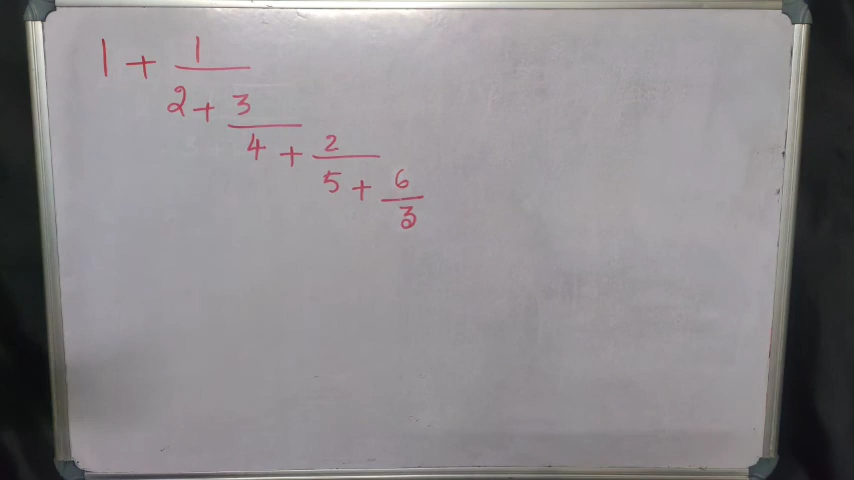 1 + 1
2 + 3
4 + 2
5 + 6
3